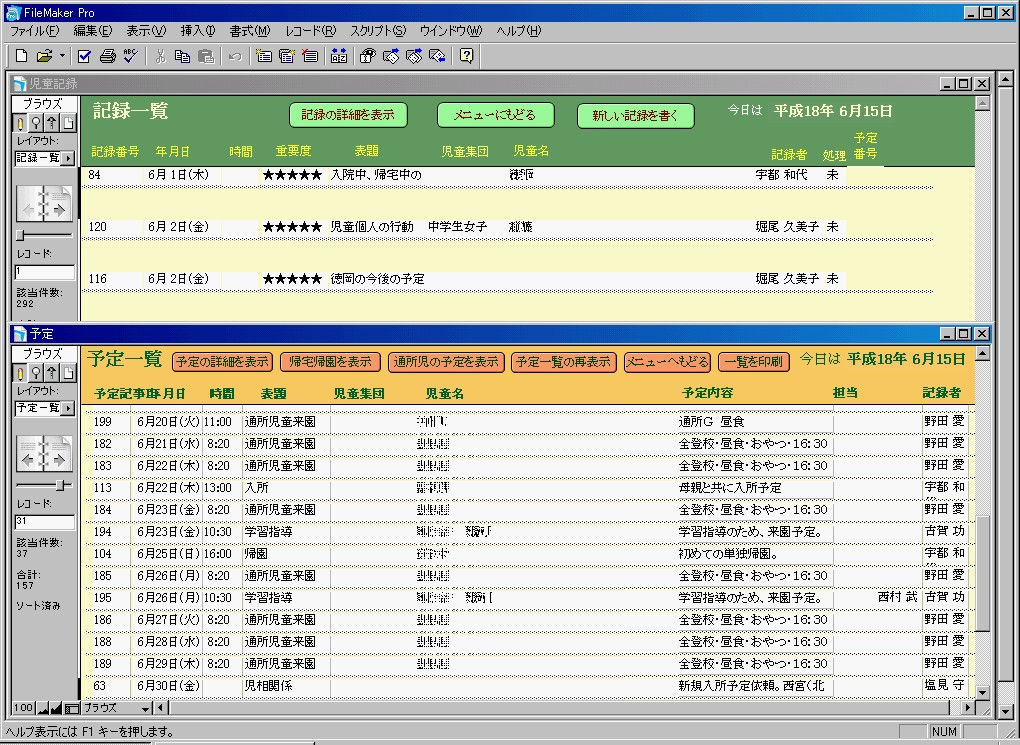 FileMaker Pro
ファイル(F) 編集(E) 表示(V) 挿入(I) 書式(M) レコード(R) スクリプト(S) ウインドウ(W) ヘルプ(H)
児童記録
ブラウズ
レイアウト:
記録一覧
レコード:
1
該当件数:
292
記録一覧 記録の詳細を表示 メニューにもどる 新しい記録を書く 今日は 平成18年 6月15日
記録番号 年月日 時間 重要度 表題 児童集団 児童名 記録者 処理 予定番号
84 6月 1日(木) ★★★★★ 入院中、帰宅中の 宇都 和代 未
120 6月 2日(金) ★★★★★ 児童個人の行動 中学生女子 堀尾 久美子 未
116 6月 2日(金) ★★★★★ 徳岡の今後の予定 堀尾 久美子 未
予定
ブラウズ
レイアウト:
予定一覧
レコード:
31
該当件数:
37
合計:
157
ソート済み
予定一覧 予定の詳細を表示 帰宅帰園を表示 通所児の予定を表示 予定一覧の再表示 メニューへもどる 一覧を印刷 今日は 平成18年 6月15日
予定記事 年月日 時間 表題 児童集団 児童名 予定内容 担当 記録者
199 6月20日(火) 11:00 通所児童来園 通所G 昼食 野田 愛
182 6月21日(水) 8:20 通所児童来園 全登校・昼食・おやつ・16:30 野田 愛
183 6月22日(木) 8:20 通所児童来園 全登校・昼食・おやつ・16:30 野田 愛
113 6月22日(木) 13:00 入所 母親と共に入所予定 宇都 和
184 6月23日(金) 8:20 通所児童来園 全登校・昼食・おやつ・16:30 野田 愛
194 6月23日(金) 10:30 学習指導 学習指導のため、来園予定。 古賀 功
104 6月25日(日) 16:00 帰園 初めての単独帰園。 宇都 和
185 6月26日(月) 8:20 通所児童来園 全登校・昼食・おやつ・16:30 野田 愛
195 6月26日(月) 10:30 学習指導 学習指導のため、来園予定。 西村 武 古賀 功
186 6月27日(火) 8:20 通所児童来園 全登校・昼食・おやつ・16:30 野田 愛
188 6月28日(水) 8:20 通所児童来園 全登校・昼食・おやつ・16:30 野田 愛
189 6月29日(木) 8:20 通所児童来園 全登校・昼食・おやつ・16:30 野田 愛
63 6月30日(金) 児相関係 新規入所予定依頼。西宮(北 塩見 守
100 ブラウズ
ヘルプ表示には F1 キーを押します。 NUM